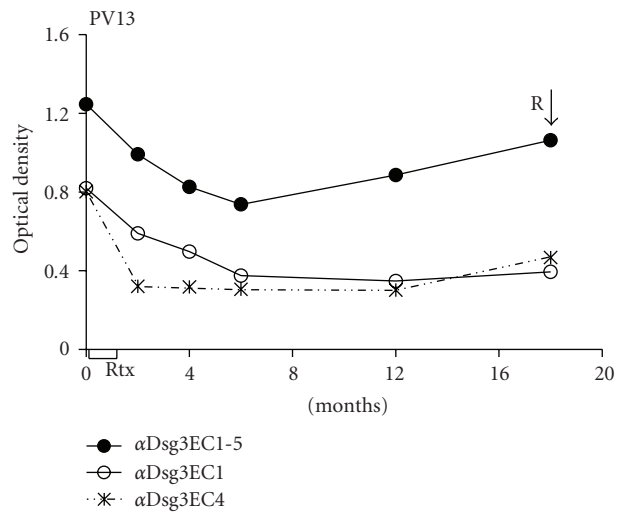 PV13
1.6
R
1.2
Optical density
0.8
0.4
0
Rtx
0 4 8 12 16 20
(months)
αDsg3EC1-5
αDsg3EC1
αDsg3EC4